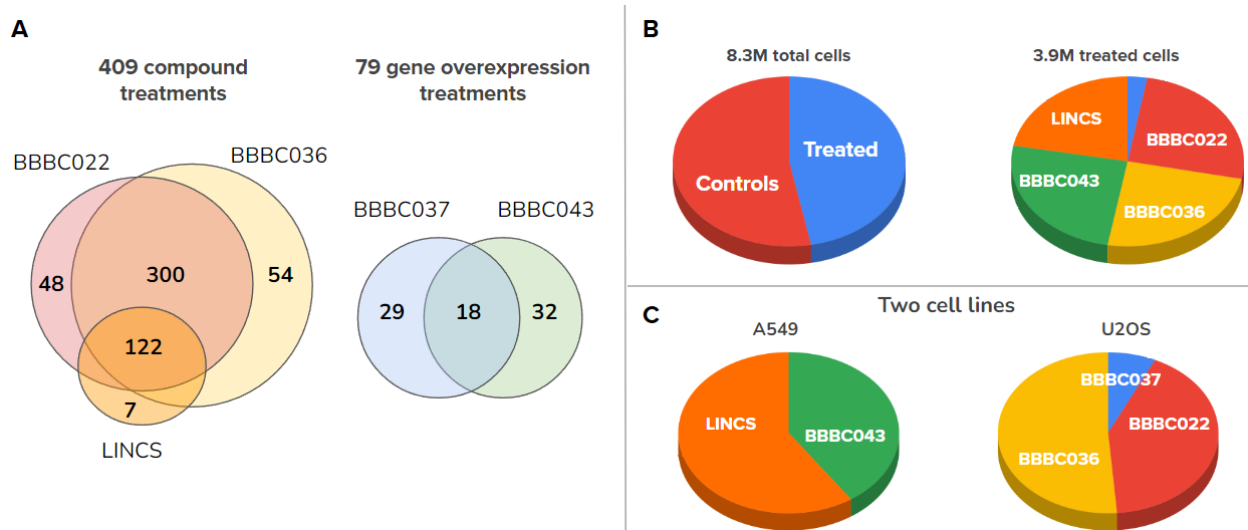 A
409 compound
treatments
79 gene overexpression
treatments
BBBC022
BBBC036
48
300
54
122
7
LINCS
BBBC037
BBBC043
29
18
32
B
8.3M total cells
3.9M treated cells
Controls
Treated
LINCS
BBBC022
BBBC043
BBBC036
C
Two cell lines
A549
U2OS
LINCS
BBBC043
BBBC037
BBBC022
BBBC036